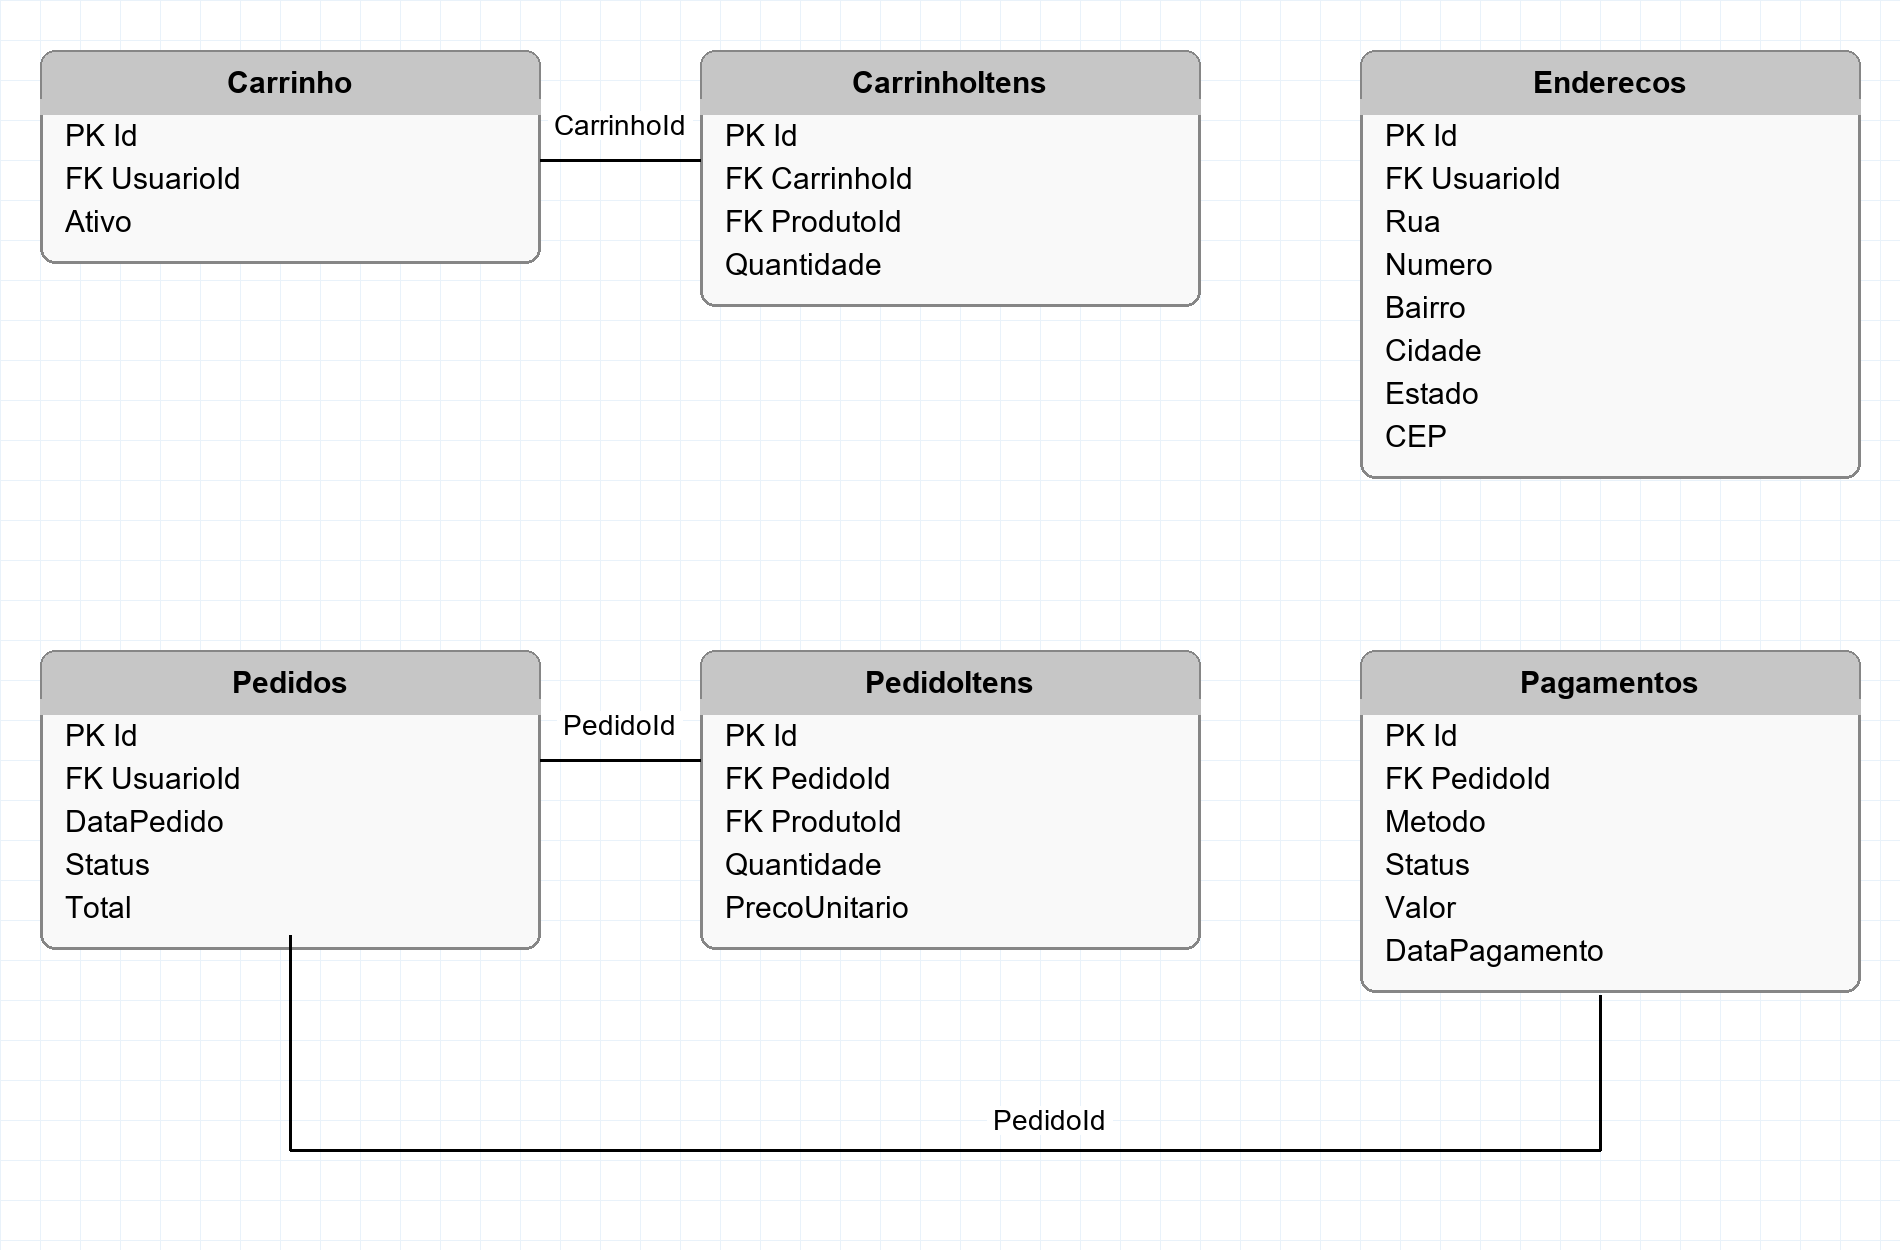 Carrinho
PK Id
FK UsuarioId
Ativo
CarrinhoId
CarrinhoItens
PK Id
FK CarrinhoId
FK ProdutoId
Quantidade
Enderecos
PK Id
FK UsuarioId
Rua
Numero
Bairro
Cidade
Estado
CEP
Pedidos
PK Id
FK UsuarioId
DataPedido
Status
Total
PedidoId
PedidoItens
PK Id
FK PedidoId
FK ProdutoId
Quantidade
PrecoUnitario
Pagamentos
PK Id
FK PedidoId
Metodo
Status
Valor
DataPagamento
PedidoId